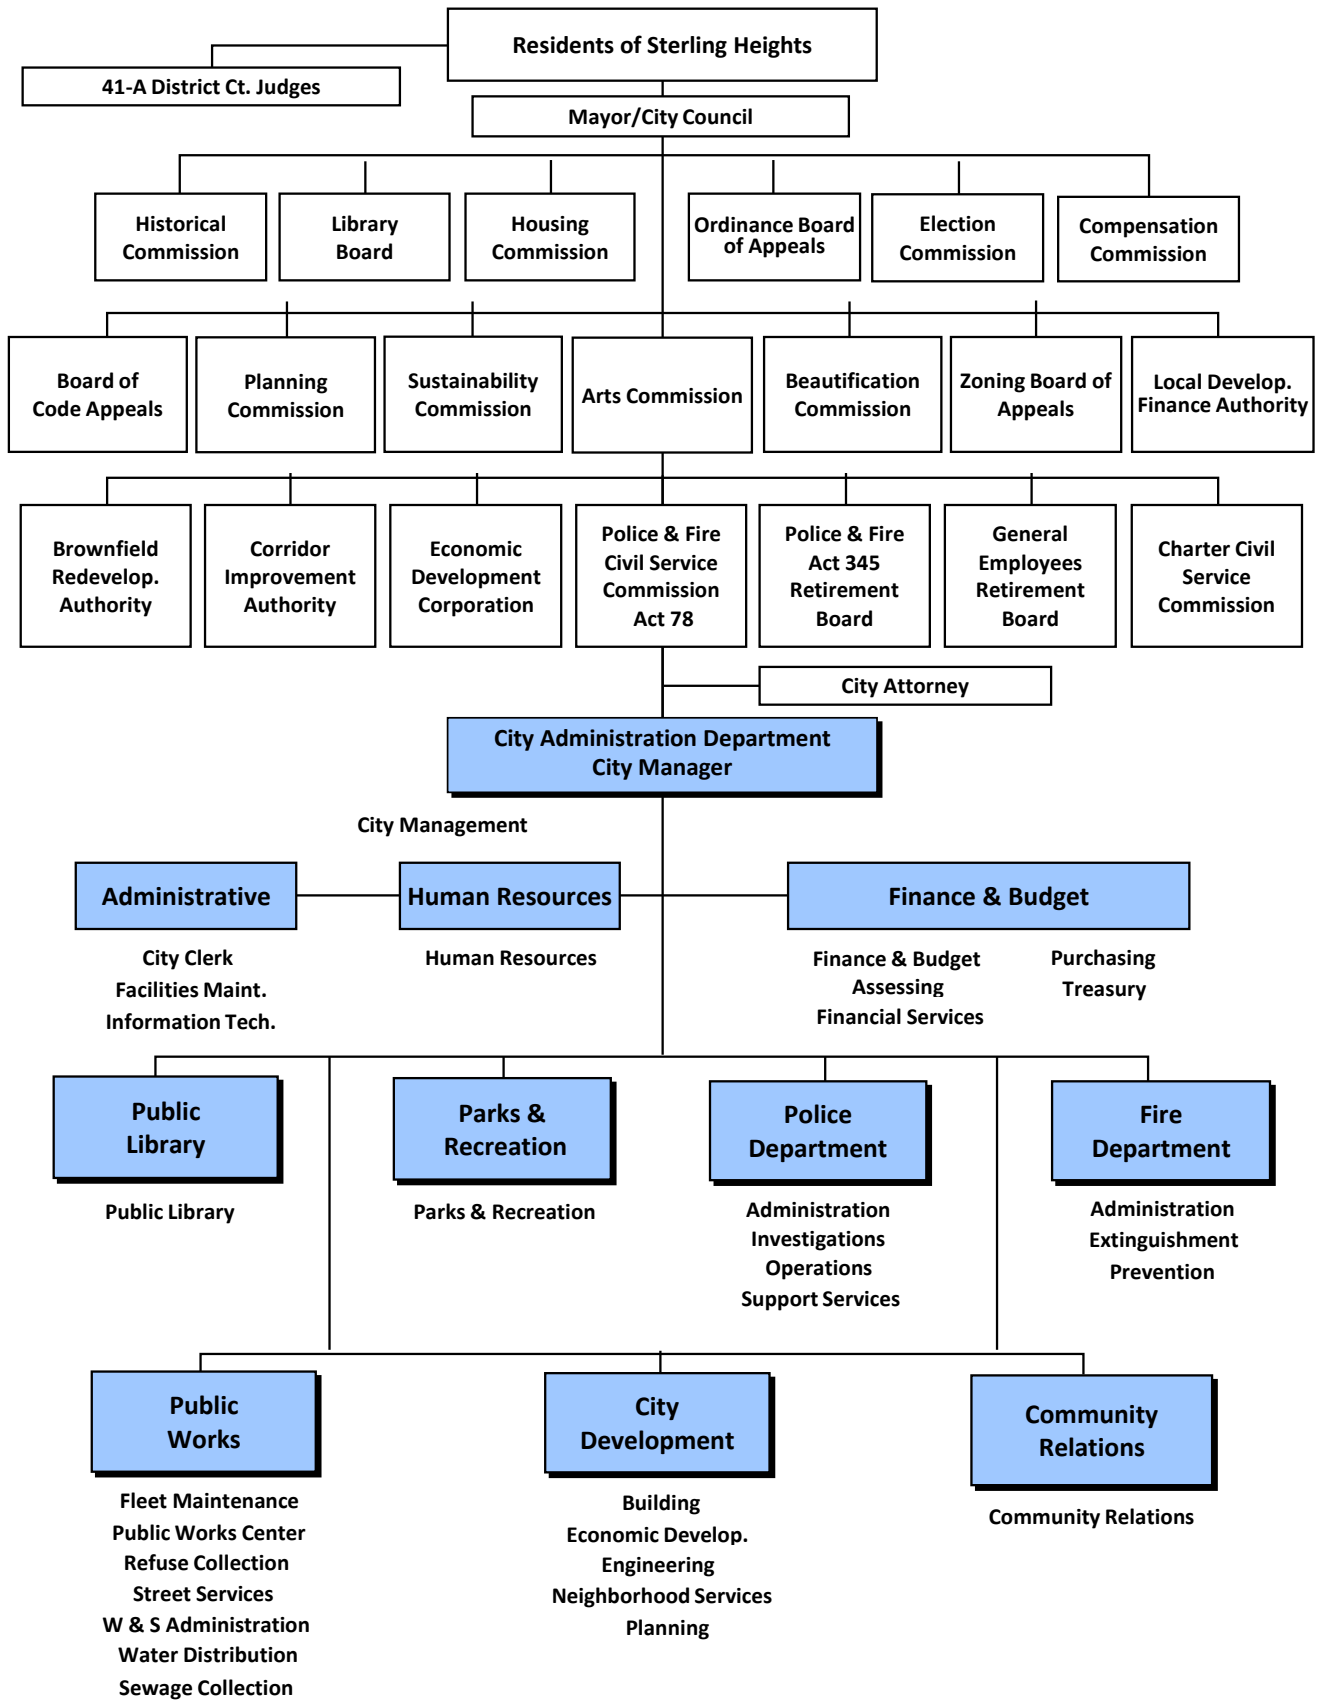 Residents of Sterling Heights
41-A District Ct. Judges
Mayor/City Council
Historical
Commission
Library
Board
Housing
Commission
Ordinance Board
of Appeals
Election
Commission
Compensation
Commission
Board of
Code Appeals
Planning
Commission
Sustainability
Commission
Arts Commission
Beautification
Commission
Zoning Board of
Appeals
Local Develop.
Finance Authority
Brownfield
Redevelop.
Authority
Corridor
Improvement
Authority
Economic
Development
Corporation
Police & Fire
Civil Service
Commission
Act 78
Police & Fire
Act 345
Retirement
Board
General
Employees
Retirement
Board
Charter Civil
Service
Commission
City Attorney
City Administration Department
City Manager
City Management
Administrative
City Clerk
Facilities Maint.
Information Tech.
Human Resources
Human Resources
Finance & Budget
Finance & Budget
Assessing
Financial Services
Purchasing
Treasury
Public
Library
Public Library
Parks &
Recreation
Parks & Recreation
Police
Department
Administration
Investigations
Operations
Support Services
Fire
Department
Administration
Extinguishment
Prevention
Public
Works
Fleet Maintenance
Public Works Center
Refuse Collection
Street Services
W & S Administration
Water Distribution
Sewage Collection
City
Development
Building
Economic Develop.
Engineering
Neighborhood Services
Planning
Community
Relations
Community Relations